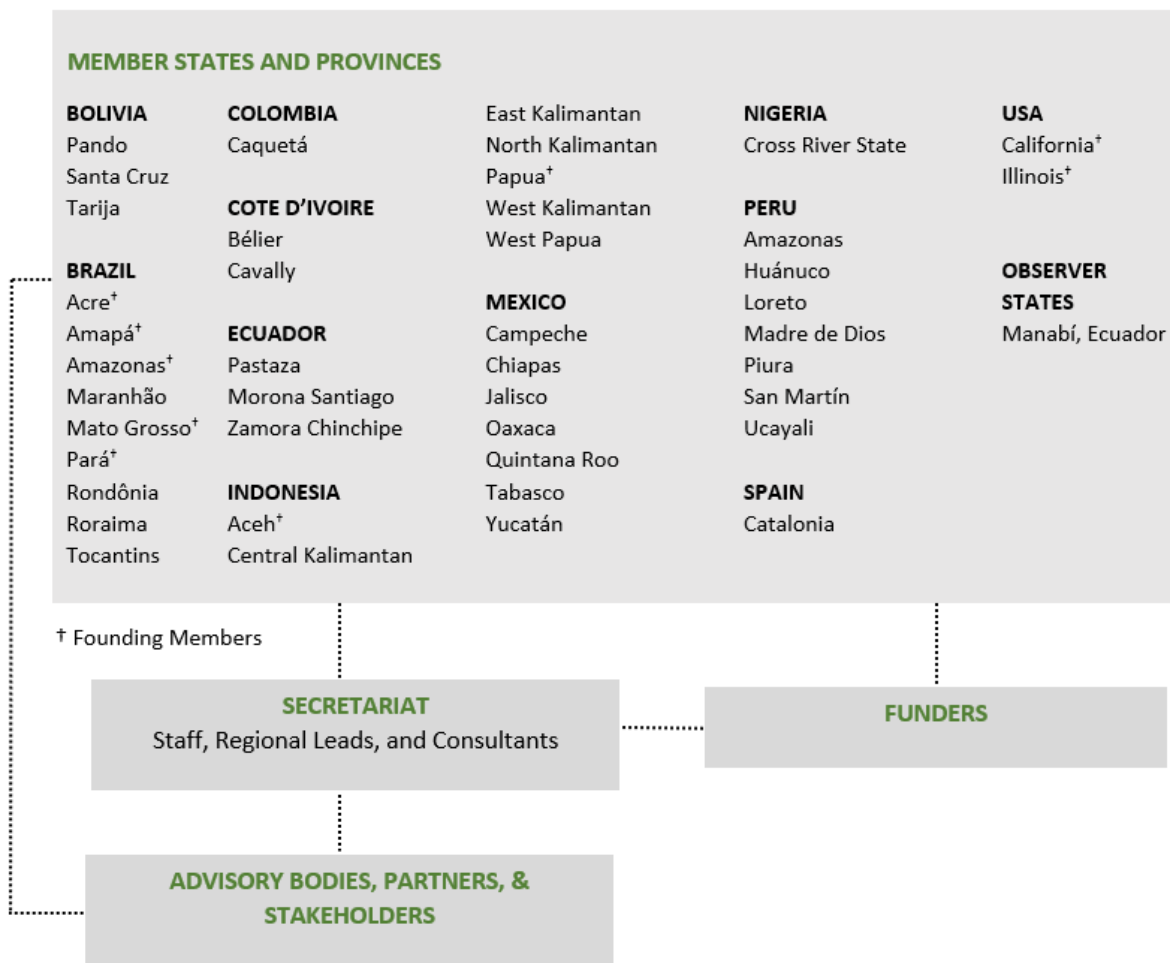 MEMBER STATES AND PROVINCES
BOLIVIA
Pando
Santa Cruz
Tarija
BRAZIL
Acre†
Amapá†
Amazonas†
Maranhão
Mato Grosso†
Pará†
Rondônia
Roraima
Tocantins
COLOMBIA
Caquetá
COTE D’IVOIRE
Bélier
Cavally
ECUADOR
Pastaza
Morona Santiago
Zamora Chinchipe
INDONESIA
Aceh†
Central Kalimantan
East Kalimantan
North Kalimantan
Papua†
West Kalimantan
West Papua
MEXICO
Campeche
Chiapas
Jalisco
Oaxaca
Quintana Roo
Tabasco
Yucatán
NIGERIA
Cross River State
PERU
Amazonas
Huánuco
Loreto
Madre de Dios
Piura
San Martín
Ucayali
SPAIN
Catalonia
USA
California†
Illinois†
OBSERVER
STATES
Manabí, Ecuador
† Founding Members
SECRETARIAT
Staff, Regional Leads, and Consultants
FUNDERS
ADVISORY BODIES, PARTNERS, &
STAKEHOLDERS